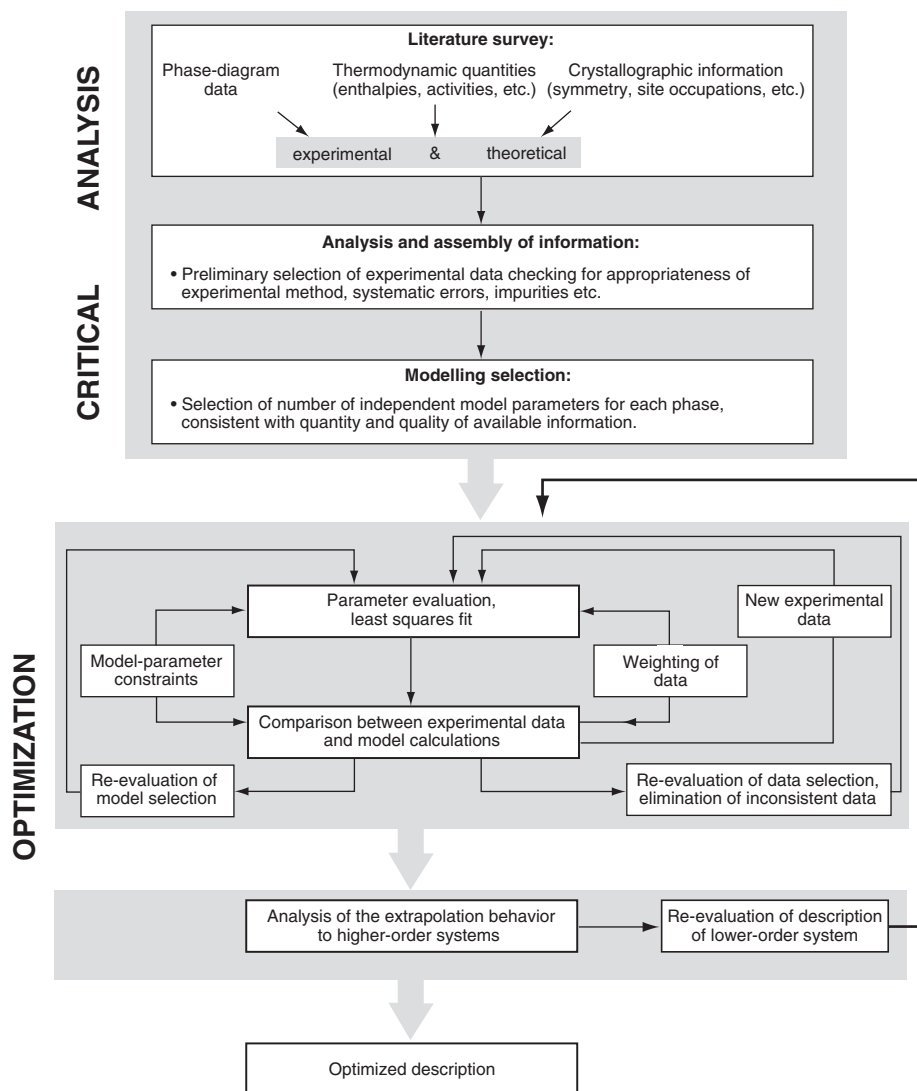 CRITICAL ANALYSIS
Literature survey:
Phase-diagram
data
Thermodynamic quantities
(enthalpies, activities, etc.)
Crystallographic information
(symmetry, site occupations, etc.)
experimental & theoretical
Analysis and assembly of information:
• Preliminary selection of experimental data checking for appropriateness of
experimental method, systematic errors, impurities etc.
Modelling selection:
• Selection of number of independent model parameters for each phase,
consistent with quantity and quality of available information.
OPTIMIZATION
Parameter evaluation,
least squares fit
New experimental
data
Model-parameter
constraints
Weighting of
data
Comparison between experimental data
and model calculations
Re-evaluation of
model selection
Re-evaluation of data selection,
elimination of inconsistent data
Analysis of the extrapolation behavior
to higher-order systems
Re-evaluation of description
of lower-order system
Optimized description